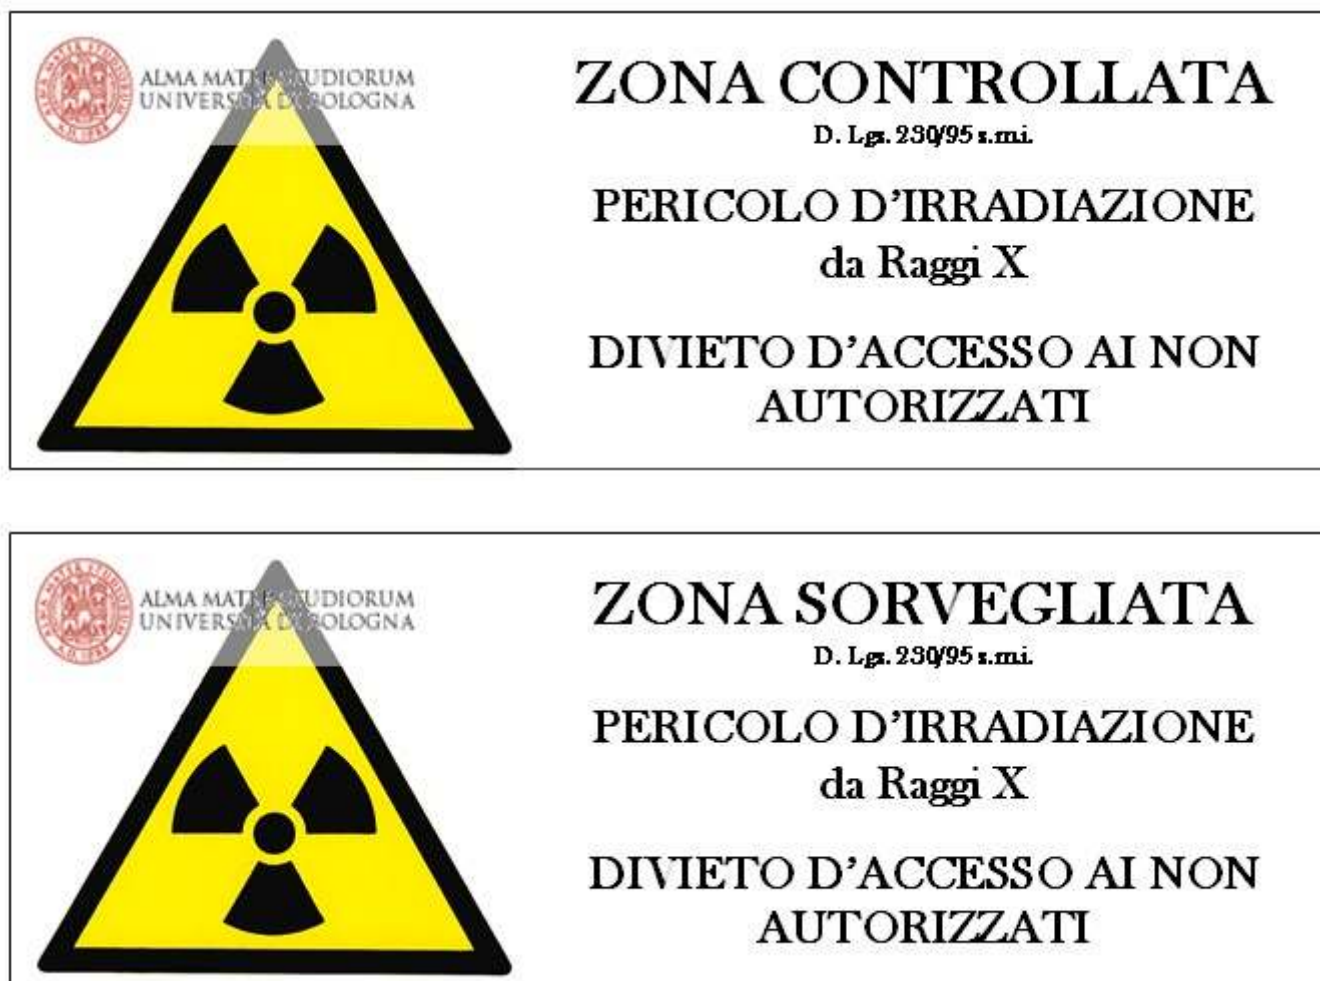 ALMA MATER STUDIORUM
UNIVERSITÀ DI BOLOGNA
ZONA CONTROLLATA
D. Lgs. 230/95 s.m.i.
PERICOLO D'IRRADIAZIONE
da Raggi X
DIVIETO D'ACCESSO AI NON
AUTORIZZATI
ALMA MATER STUDIORUM
UNIVERSITÀ DI BOLOGNA
ZONA SORVEGLIATA
D. Lgs. 230/95 s.m.i.
PERICOLO D'IRRADIAZIONE
da Raggi X
DIVIETO D'ACCESSO AI NON
AUTORIZZATI